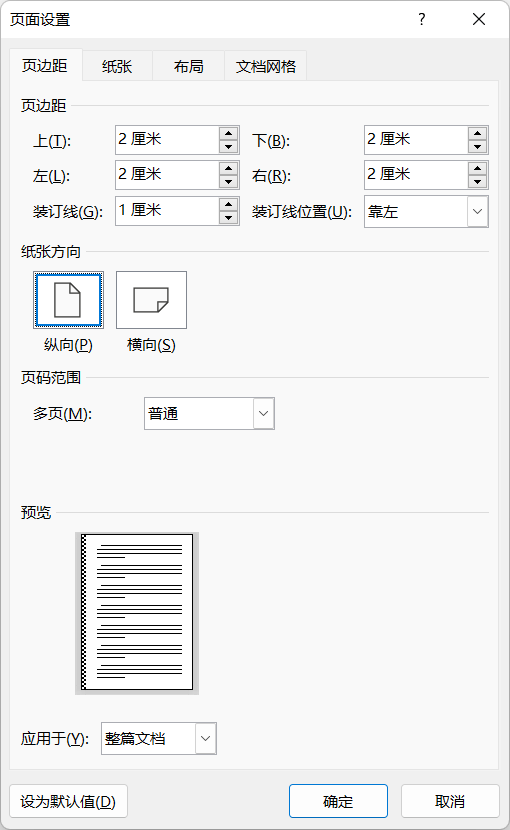 页面设置 ?
页边距 纸张 布局 文档网格
页边距
上(T): 2 厘米 下(B): 2 厘米
左(L): 2 厘米 右(R): 2 厘米
装订线(G): 1 厘米 装订线位置(U): 靠左
纸张方向
纵向(P) 横向(S)
页码范围
多页(M): 普通
预览
应用于(Y): 整篇文档
设为默认值(D) 确定 取消